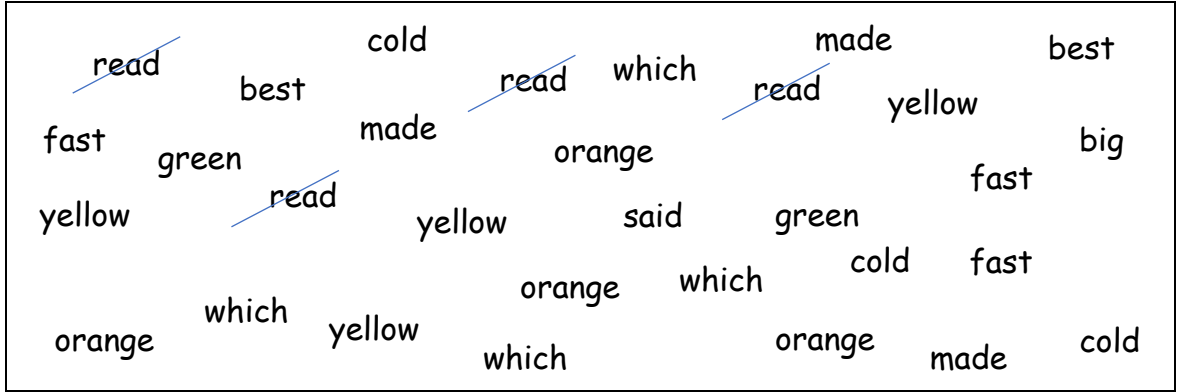 read cold made best
best read which read yellow
fast green made orange big
yellow read yellow said green fast
orange which cold fast
orange which yellow which orange made cold